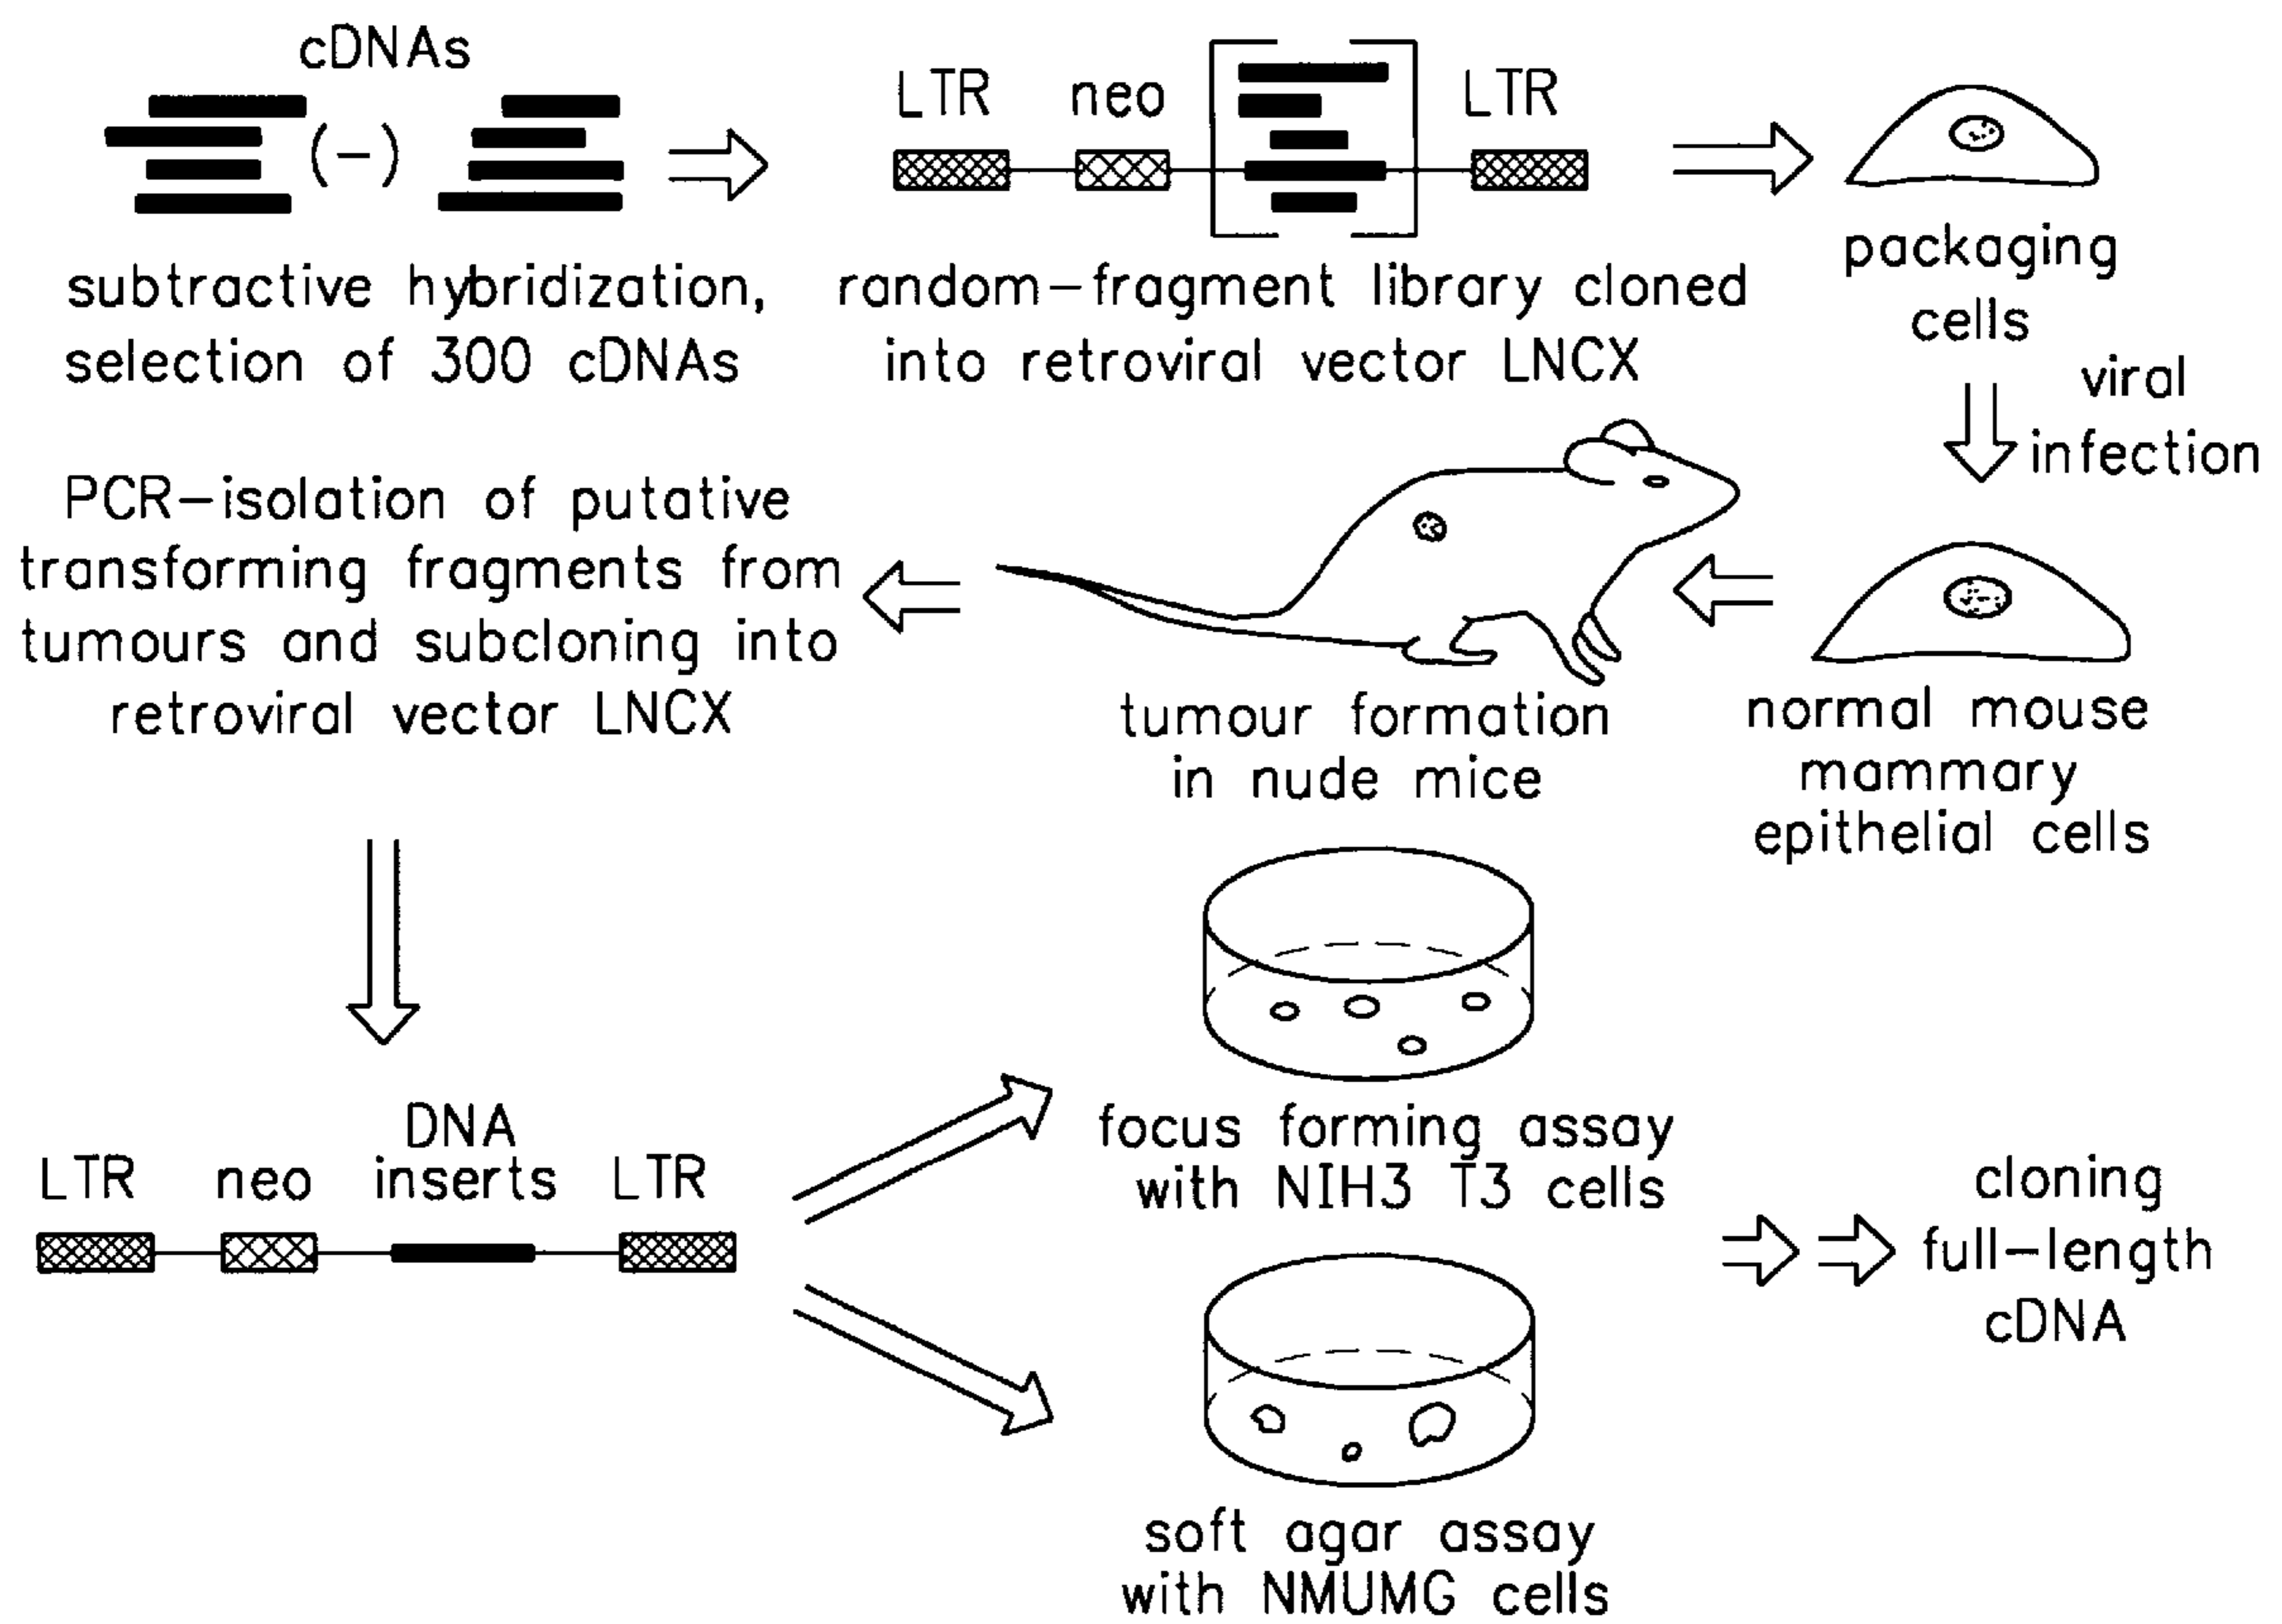 cDNAs
(-)
subtractive hybridization,
selection of 300 cDNAs
LTR neo LTR
random-fragment library cloned
into retroviral vector LNCX
packaging
cells
viral
infection
normal mouse
mammary
epithelial cells
tumour formation
in nude mice
PCR-isolation of putative
transforming fragments from
tumours and subcloning into
retroviral vector LNCX
DNA
LTR neo inserts LTR
focus forming assay
with NIH3 T3 cells
soft agar assay
with NMUMG cells
cloning
full-length
cDNA